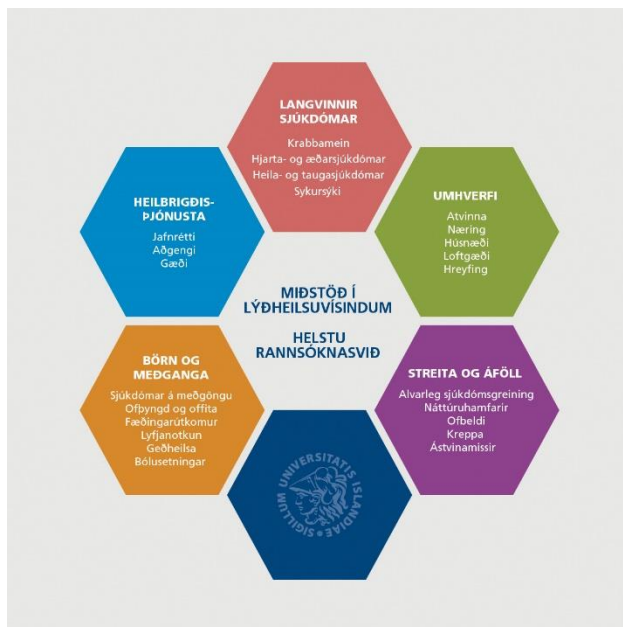 LANGVINNIR
SJÚKDÓMAR
Krabbamein
Hjarta- og æðarsjúkdómar
Heila- og taugasjúkdómar
Sykursýki
HEILBRIGÐIS-
ÞJÓNUSTA
Jafnrétti
Aðgengi
Gæði
UMHVERFI
Atvinna
Næring
Húsnæði
Loftgæði
Hreyfing
MIÐSTÖÐ Í
LÝÐHEILSUVÍSINDUM
HELSTU
RANNSÓKNASVIÐ
BÖRN OG
MEÐGANGA
Sjúkdómar á meðgöngu
Ofþyngd og offita
Fæðingarútkomur
Lyfjanotkun
Geðheilsa
Bólusetningar
STREITA OG ÁFÖLL
Alvarleg sjúkdómsgreining
Náttúruhamfarir
Ofbeldi
Kreppa
Ástvinamissir
SIGILLUM UNIVERSITATIS ISLANDIAE